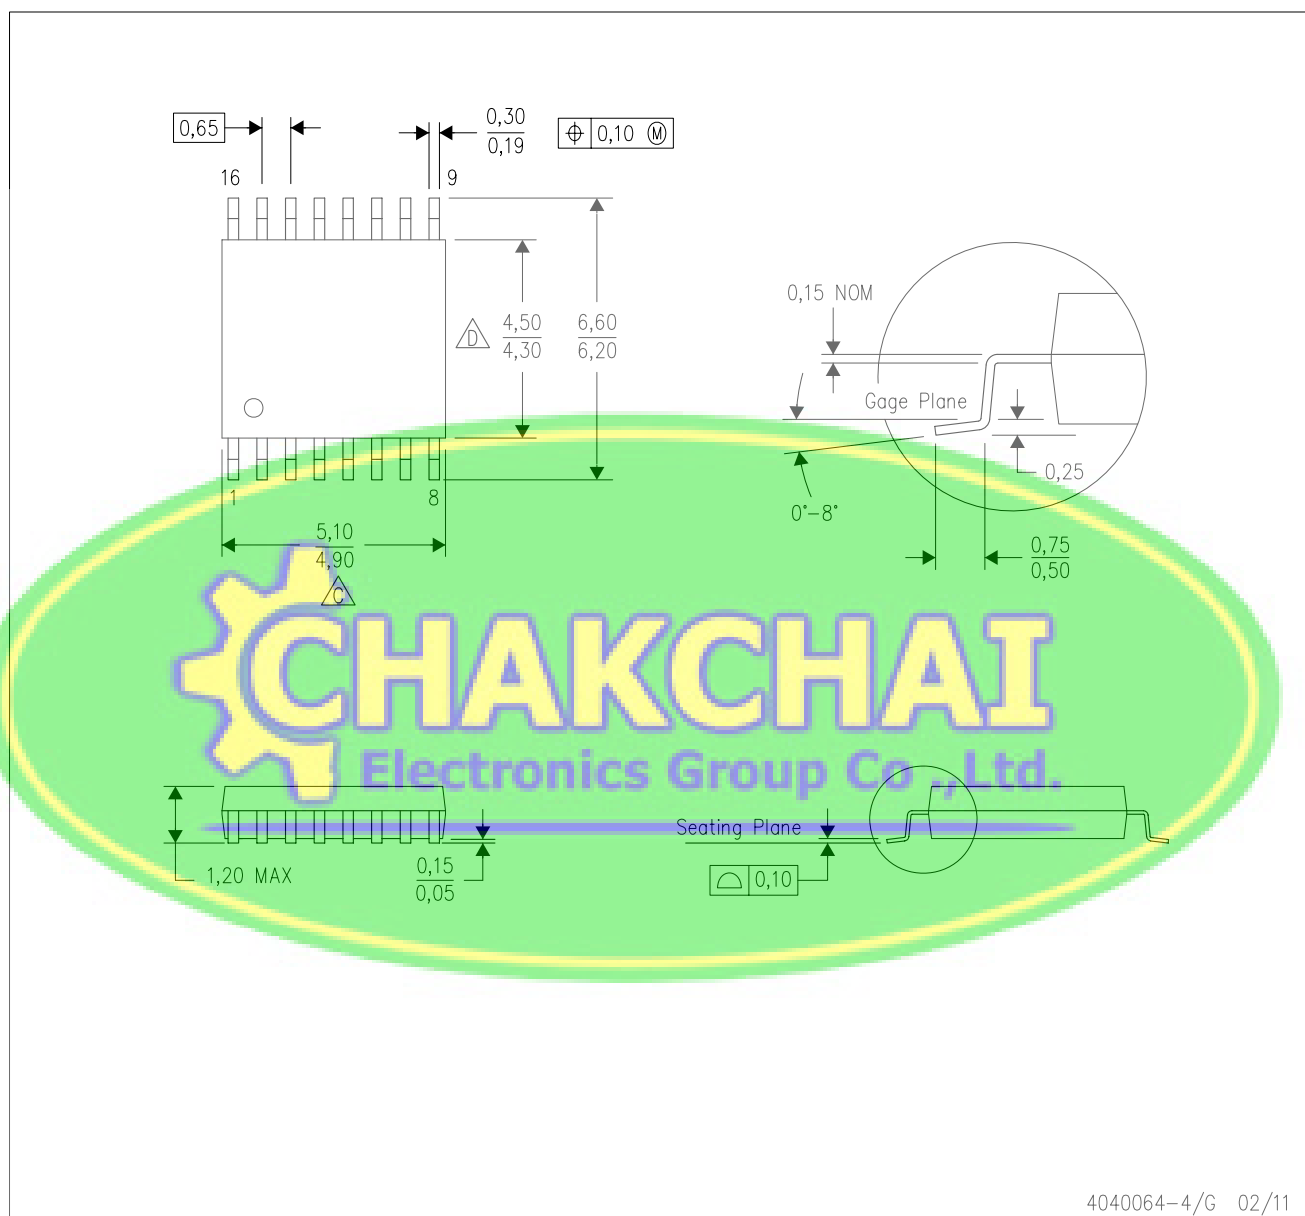 0,65
0,30
0,19
0,10 M
16
9
D
4,50
4,30
6,60
6,20
0,15 NOM
Gage Plane
0,25
0°-8°
1
8
5,10
4,90
C
0,75
0,50
CHAKCHAI
Electronics Group Co .,Ltd.
Seating Plane
1,20 MAX
0,15
0,05
0,10
4040064-4/G 02/11